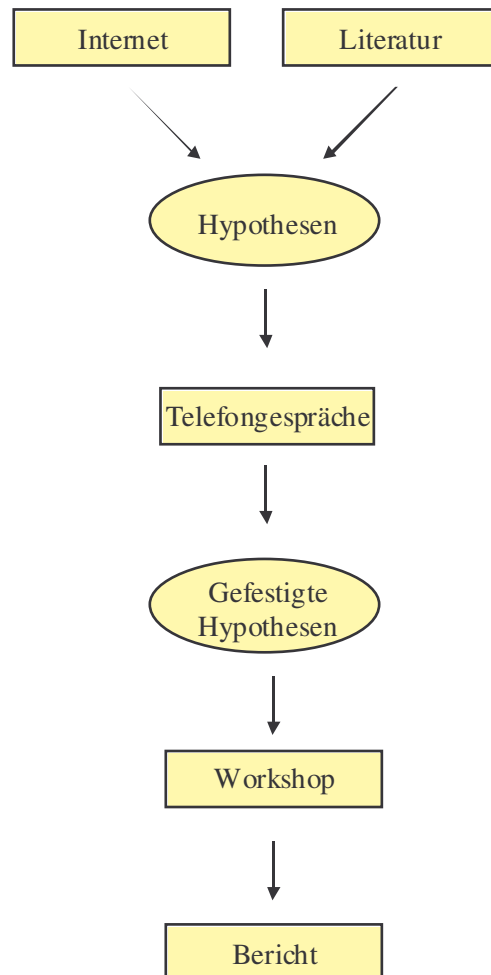 Internet
Literatur
Hypothesen
Telefongespräche
Gefestigte
Hypothesen
Workshop
Bericht